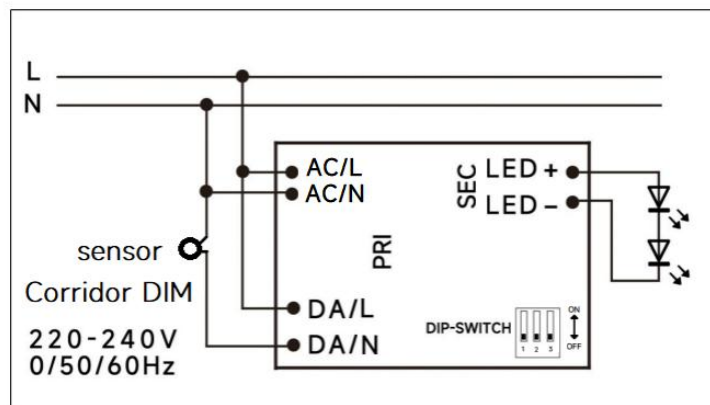 L
N
AC/L
AC/N
PRI
SEC
LED +
LED −
sensor
Corridor DIM
220-240V
0/50/60Hz
DA/L
DA/N
DIP-SWITCH
1 2 3
ON
OFF